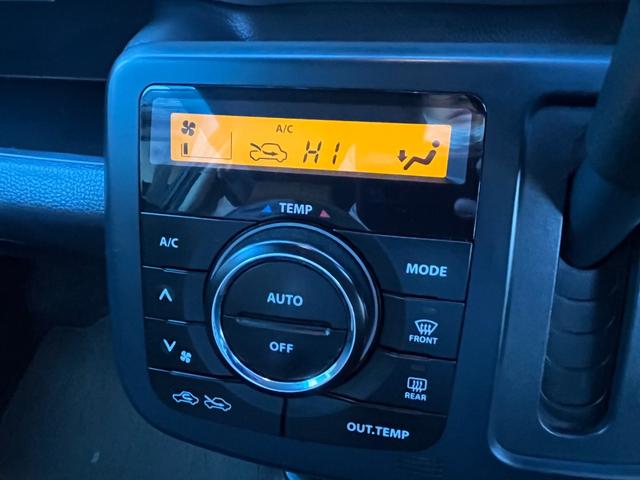 A/C
HI
TEMP
A/C
MODE
AUTO
OFF
FRONT
REAR
OUT.TEMP